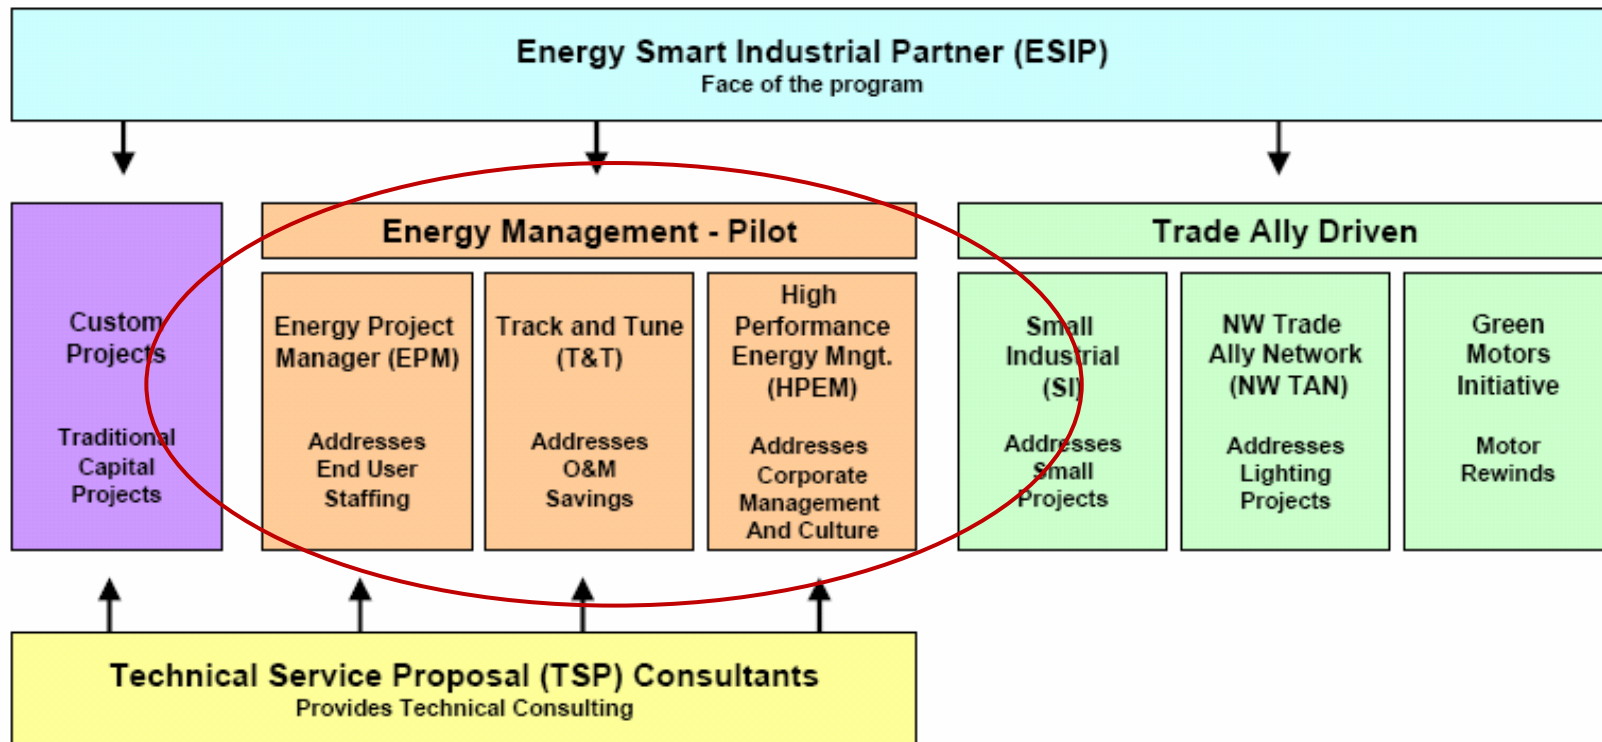 Energy Smart Industrial Partner (ESIP)
Face of the program
Custom
Projects
Traditional
Capital
Projects
Energy Management - Pilot
Energy Project
Manager (EPM)
Addresses
End User
Staffing
Track and Tune
(T&T)
Addresses
O&M
Savings
High
Performance
Energy Mngt.
(HPEM)
Addresses
Corporate
Management
And Culture
Trade Ally Driven
Small
Industrial
(SI)
Addresses
Small
Projects
NW Trade
Ally Network
(NW TAN)
Addresses
Lighting
Projects
Green
Motors
Initiative
Motor
Rewinds
Technical Service Proposal (TSP) Consultants
Provides Technical Consulting